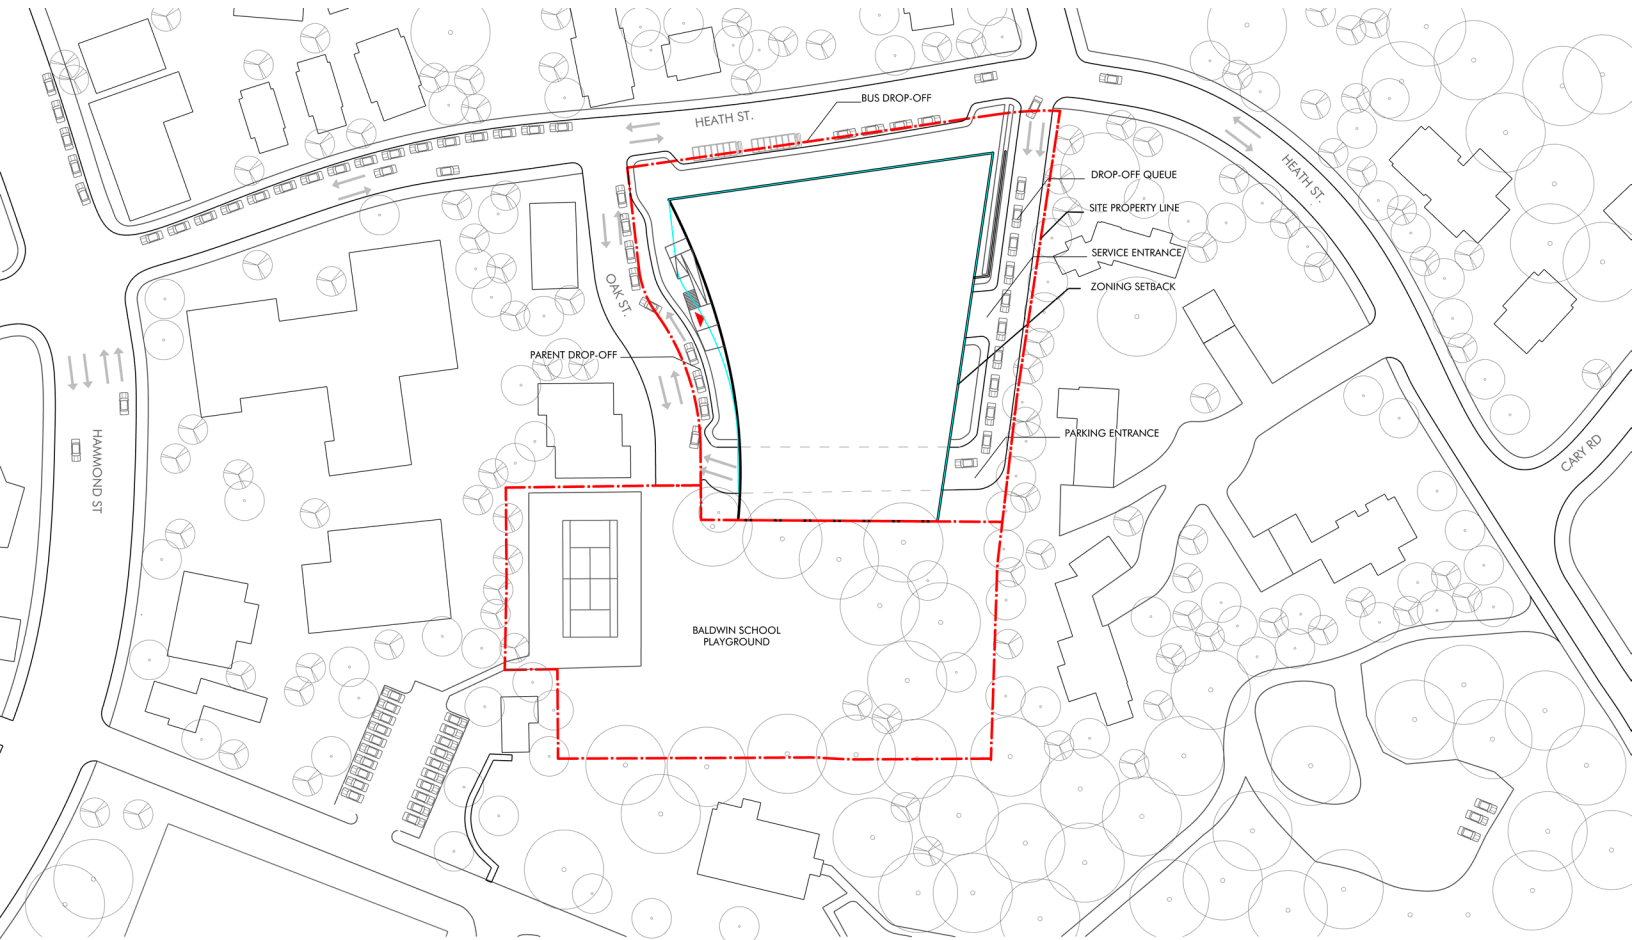 BUS DROP-OFF
HEATH ST.
HEATH ST.
DROP-OFF QUEUE
SITE PROPERTY LINE
SERVICE ENTRANCE
ZONING SETBACK
OAK ST.
PARENT DROP-OFF
PARKING ENTRANCE
HAMMOND ST
CARY RD
BALDWIN SCHOOL
PLAYGROUND